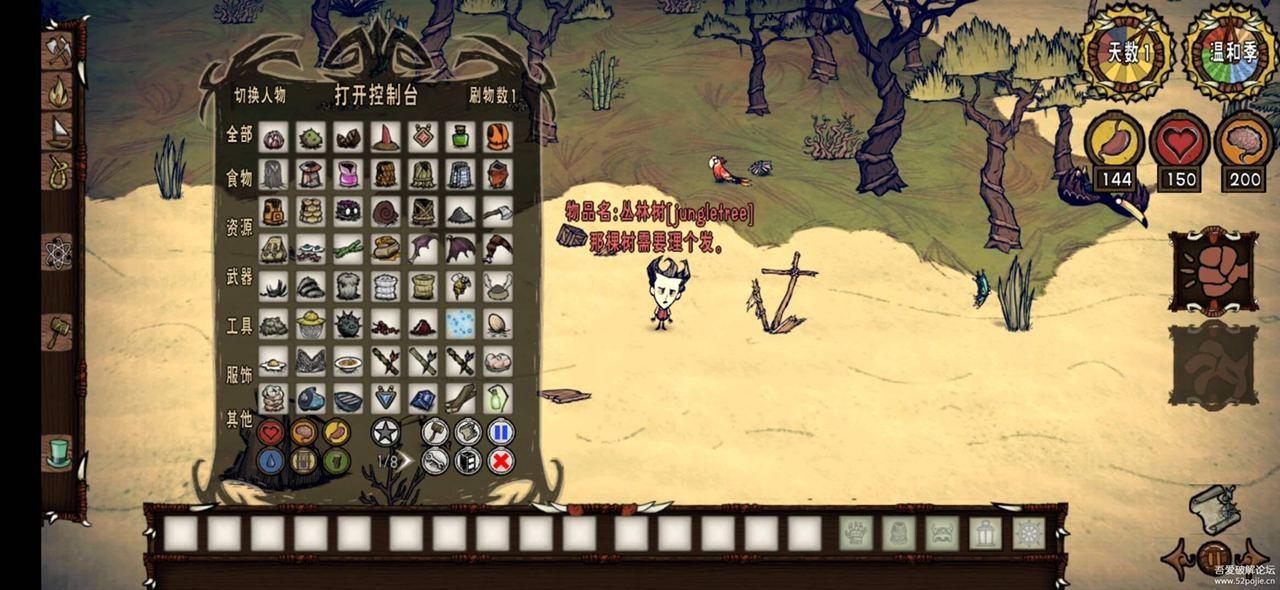 切换人物
打开控制台
刷物数1
全部
食物
资源
武器
工具
服饰
其他
1/8
物品名:丛林树[jungletree]
那棵树需要理个发。
天数1
温和季
144
150
200
吾爱破解论坛
www.52pojie.cn